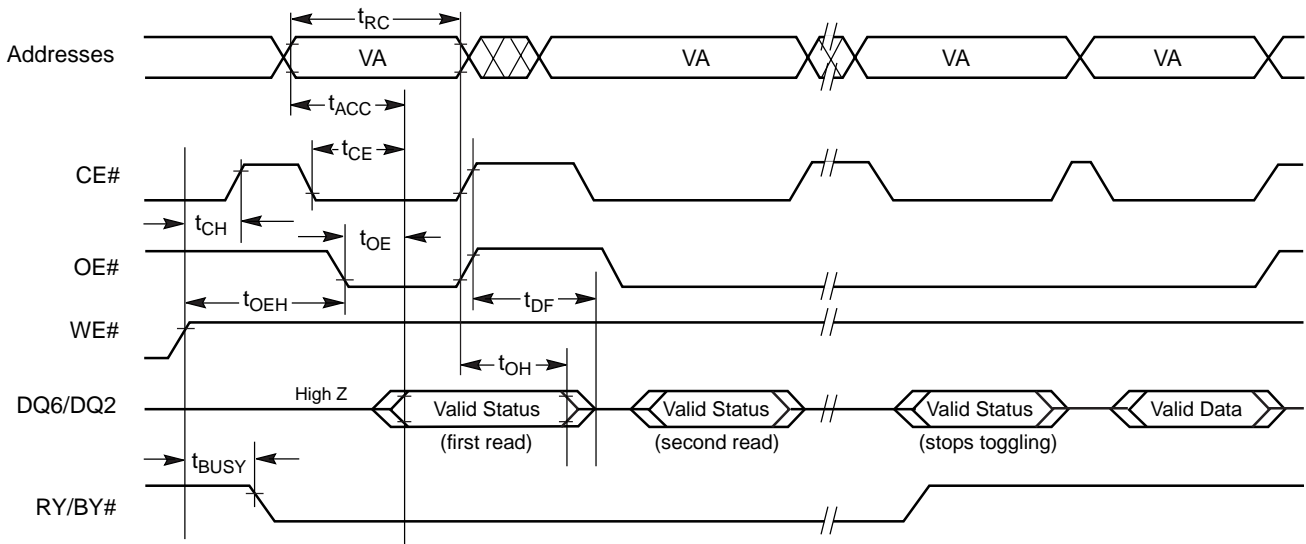 tRC
Addresses VA VA VA VA
tACC
tCE
CE#
tCH tOE
OE#
tOEH tDF
WE#
tOH
High Z
DQ6/DQ2 Valid Status Valid Status Valid Status Valid Data
(first read) (second read) (stops toggling)
tBUSY
RY/BY#